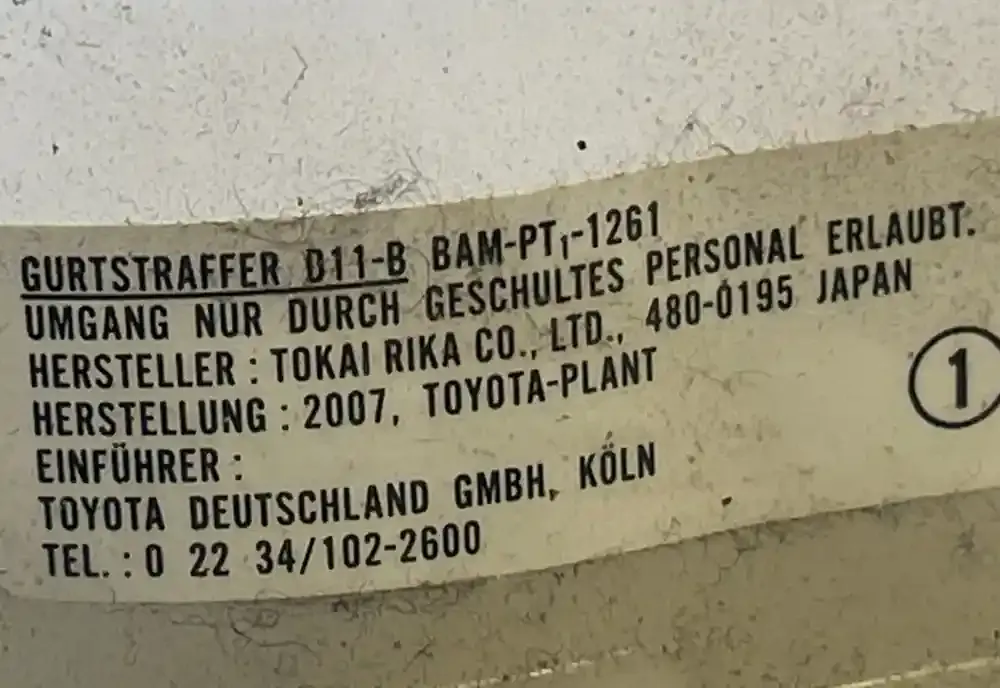 GURTSTRAFFER D11-B BAM-PT₁-1261
UMGANG NUR DURCH GESCHULTES PERSONAL ERLAUBT.
HERSTELLER : TOKAI RIKA CO., LTD., 480-0195 JAPAN
HERSTELLUNG : 2007, TOYOTA-PLANT
EINFÜHRER :
TOYOTA DEUTSCHLAND GMBH, KÖLN
TEL. : 0 22 34/102-2600
1